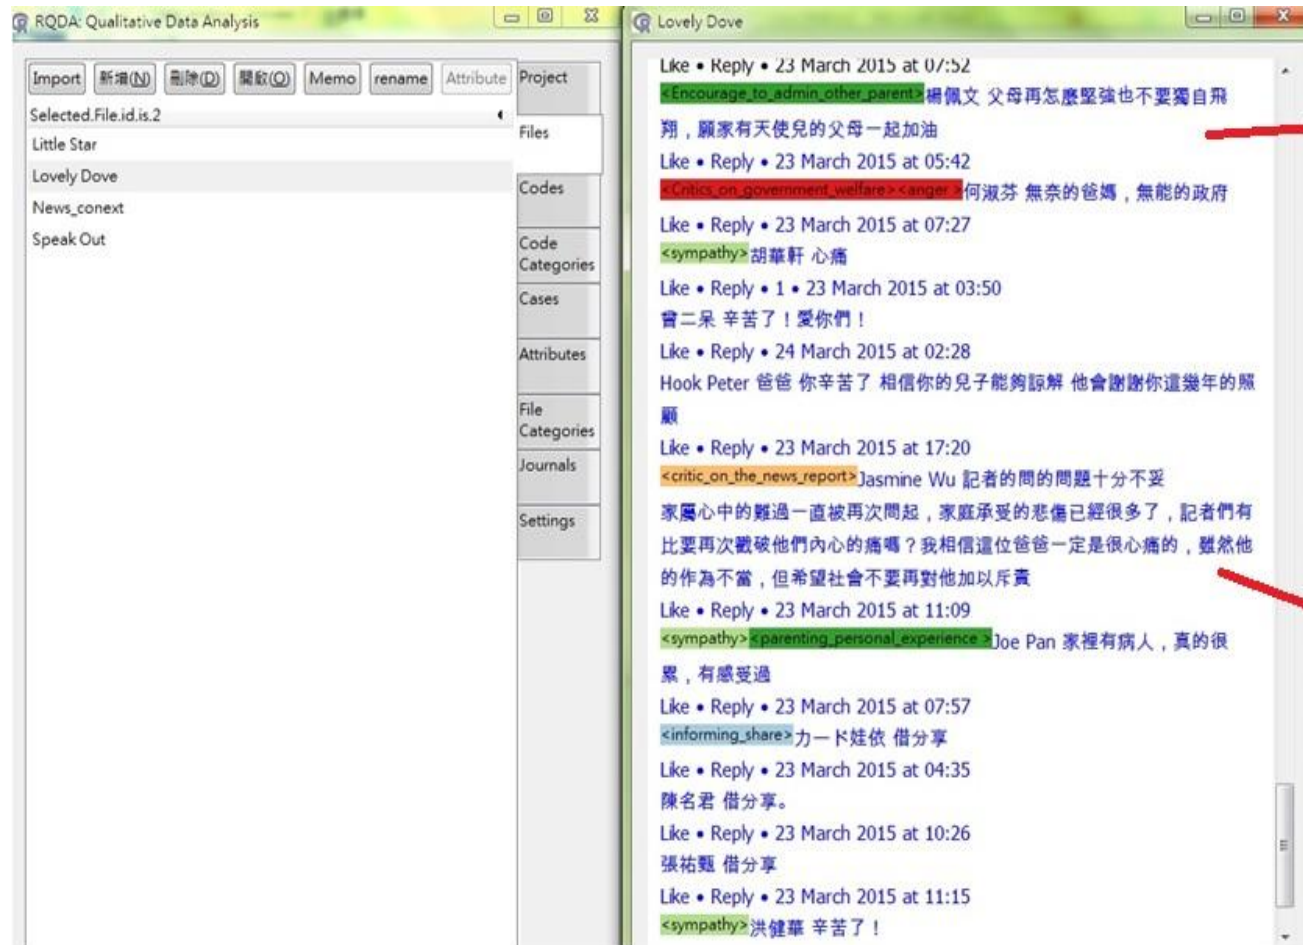 RQDA: Qualitative Data Analysis
Import 新增(N) 刪除(D) 開啟(O) Memo rename Attribute
Selected.File.id.is.2
Little Star
Lovely Dove
News_conext
Speak Out
Project
Files
Codes
Code
Categories
Cases
Attributes
File
Categories
Journals
Settings
Lovely Dove
Like • Reply • 23 March 2015 at 07:52
<Encourage_to_admin_other_parent>楊佩文 父母再怎麼堅強也不要獨自飛
翔，願家有天使兒的父母一起加油
Like • Reply • 23 March 2015 at 05:42
<Critics_on_government_welfare><anger >何淑芬 無奈的爸媽，無能的政府
Like • Reply • 23 March 2015 at 07:27
<sympathy>胡華軒 心痛
Like • Reply • 1 • 23 March 2015 at 03:50
曾二呆 辛苦了！愛你們！
Like • Reply • 24 March 2015 at 02:28
Hook Peter 爸爸 你辛苦了 相信你的兒子能夠諒解 他會謝謝你這幾年的照
顧
Like • Reply • 23 March 2015 at 17:20
<critic_on_the_news_report>Jasmine Wu 記者的問的問題十分不妥
家屬心中的難過一直被再次問起，家庭承受的悲傷已經很多了，記者們有
比要再次戳破他們內心的痛嗎？我相信這位爸爸一定是很心痛的，雖然他
的作為不當，但希望社會不要再對他加以斥責
Like • Reply • 23 March 2015 at 11:09
<sympathy><parenting_personal_experience >Joe Pan 家裡有病人，真的很
累，有感受過
Like • Reply • 23 March 2015 at 07:57
<informing_share>力一ド娃依 借分享
Like • Reply • 23 March 2015 at 04:35
陳名君 借分享。
Like • Reply • 23 March 2015 at 10:26
張祐甄 借分享
Like • Reply • 23 March 2015 at 11:15
<sympathy>洪健華 辛苦了！